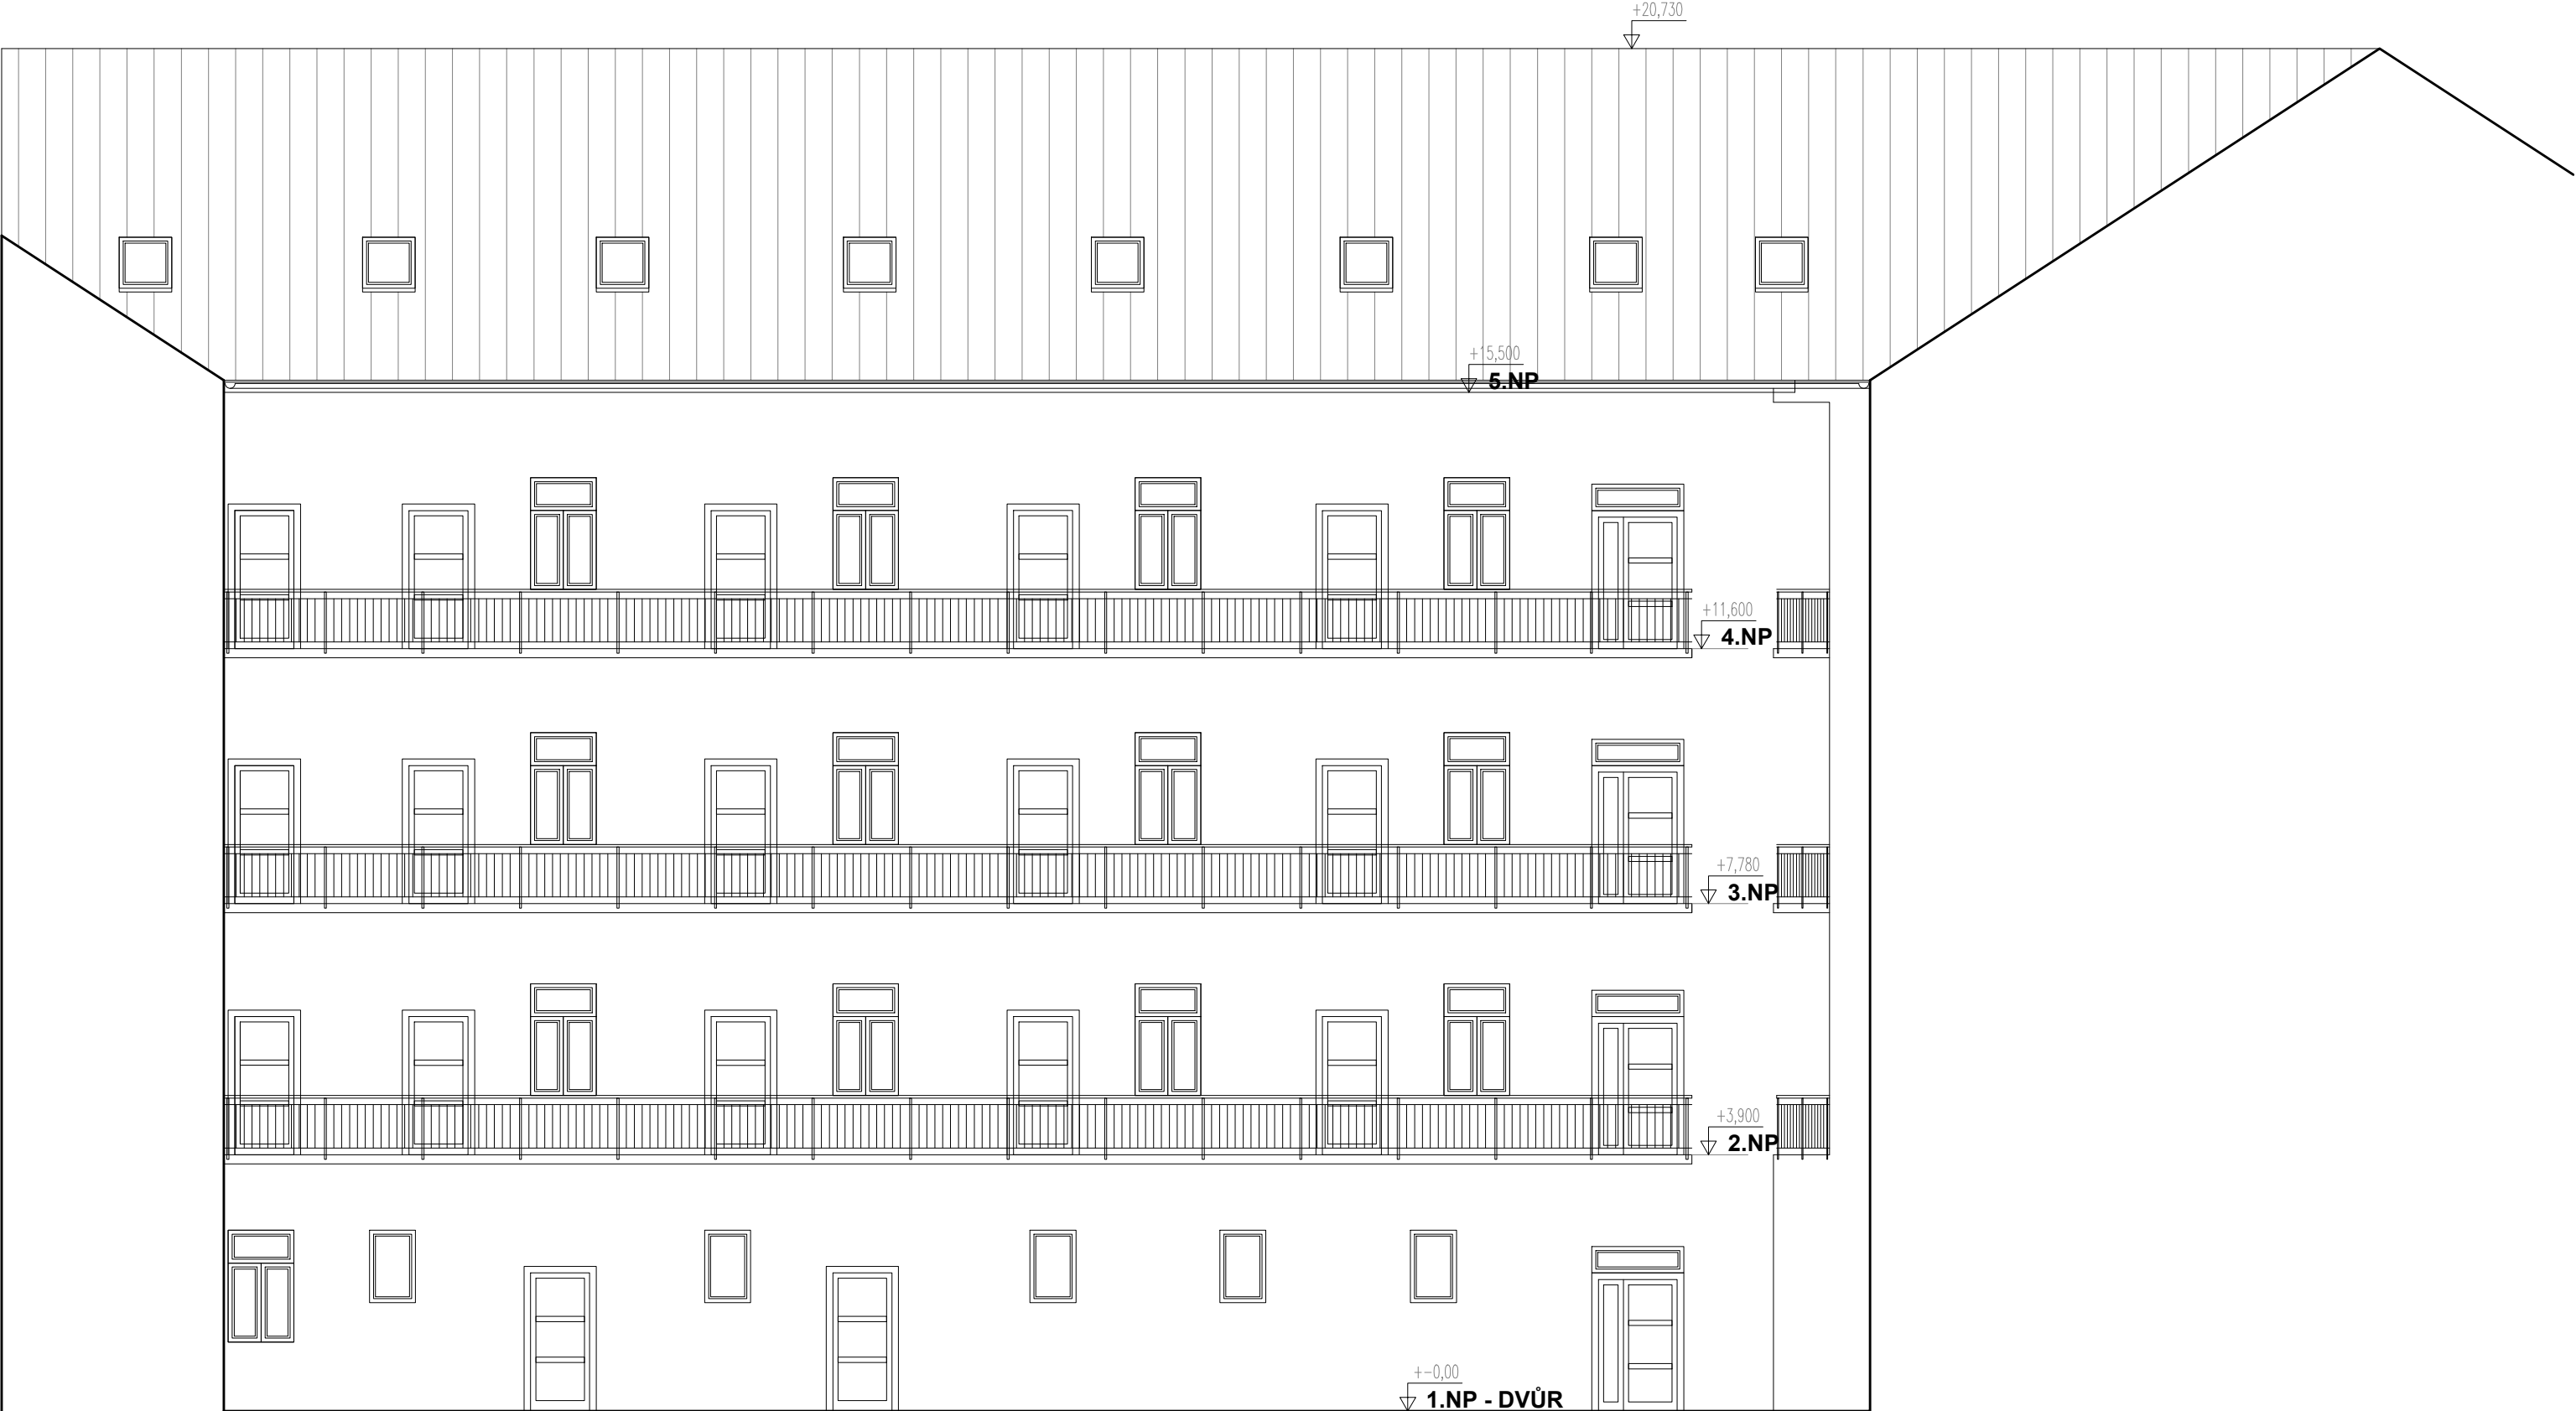 +20,730
+15,500
5.NP
+11,600
4.NP
+7,780
3.NP
+3,900
2.NP
+-0,00
1.NP - DVŮR